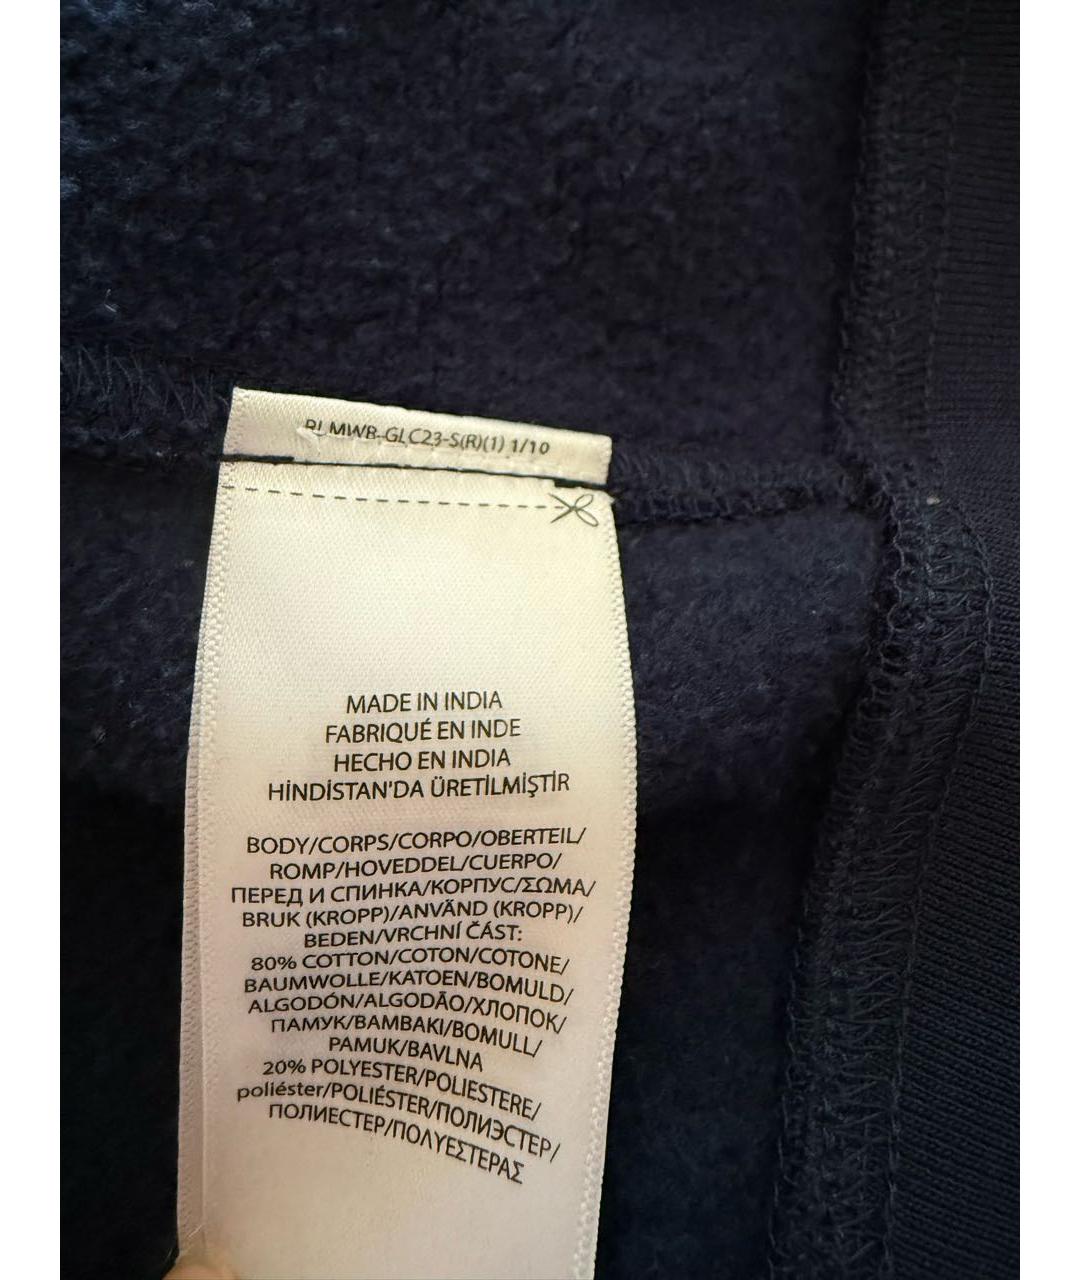 RLMWB-GLC23-S(R)(1) 1/10
MADE IN INDIA
FABRIQUÉ EN INDE
HECHO EN INDIA
HİNDİSTAN'DA ÜRETİLMİŞTİR
BODY/CORPS/CORPO/OBERTEIL/
ROMP/HOVEDDEL/CUERPO/
ПЕРЕД И СПИНКА/КОРПУС/ΣΩΜΑ/
BRUK (KROPP)/ANVÄND (KROPP)/
BEDEN/VRCHNÍ ČÁST:
80% COTTON/COTON/COTONE/
BAUMWOLLE/KATOEN/BOMULD/
ALGODÓN/ALGODÃO/ХЛОПОК/
ПАМУК/ΒΑΜΒΑΚΙ/BOMULL/
PAMUK/BAVLNA
20% POLYESTER/POLIESTERE/
poliéster/POLIÉSTER/ПОЛИЭСТЕР/
ПОЛИЕСТЕР/ΠΟΛΥΕΣΤΕΡΑΣ